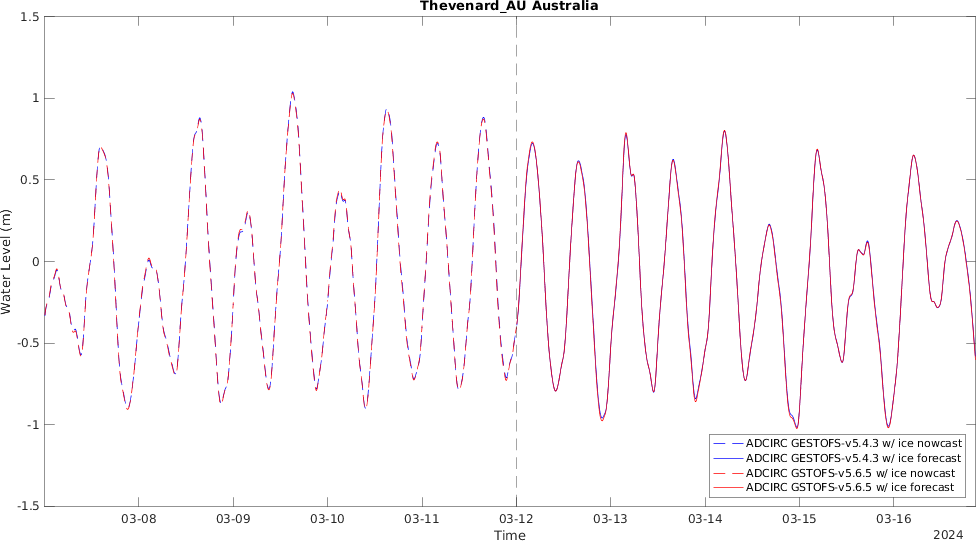 Thevenard_AU Australia
1.5
1
0.5
0
-0.5
-1
-1.5
Water Level (m)
ADCIRC GESTOFS-v5.4.3 w/ ice nowcast
ADCIRC GESTOFS-v5.4.3 w/ ice forecast
ADCIRC GSTOFS-v5.6.5 w/ ice nowcast
ADCIRC GSTOFS-v5.6.5 w/ ice forecast
03-08 03-09 03-10 03-11 03-12 03-13 03-14 03-15 03-16
Time
2024